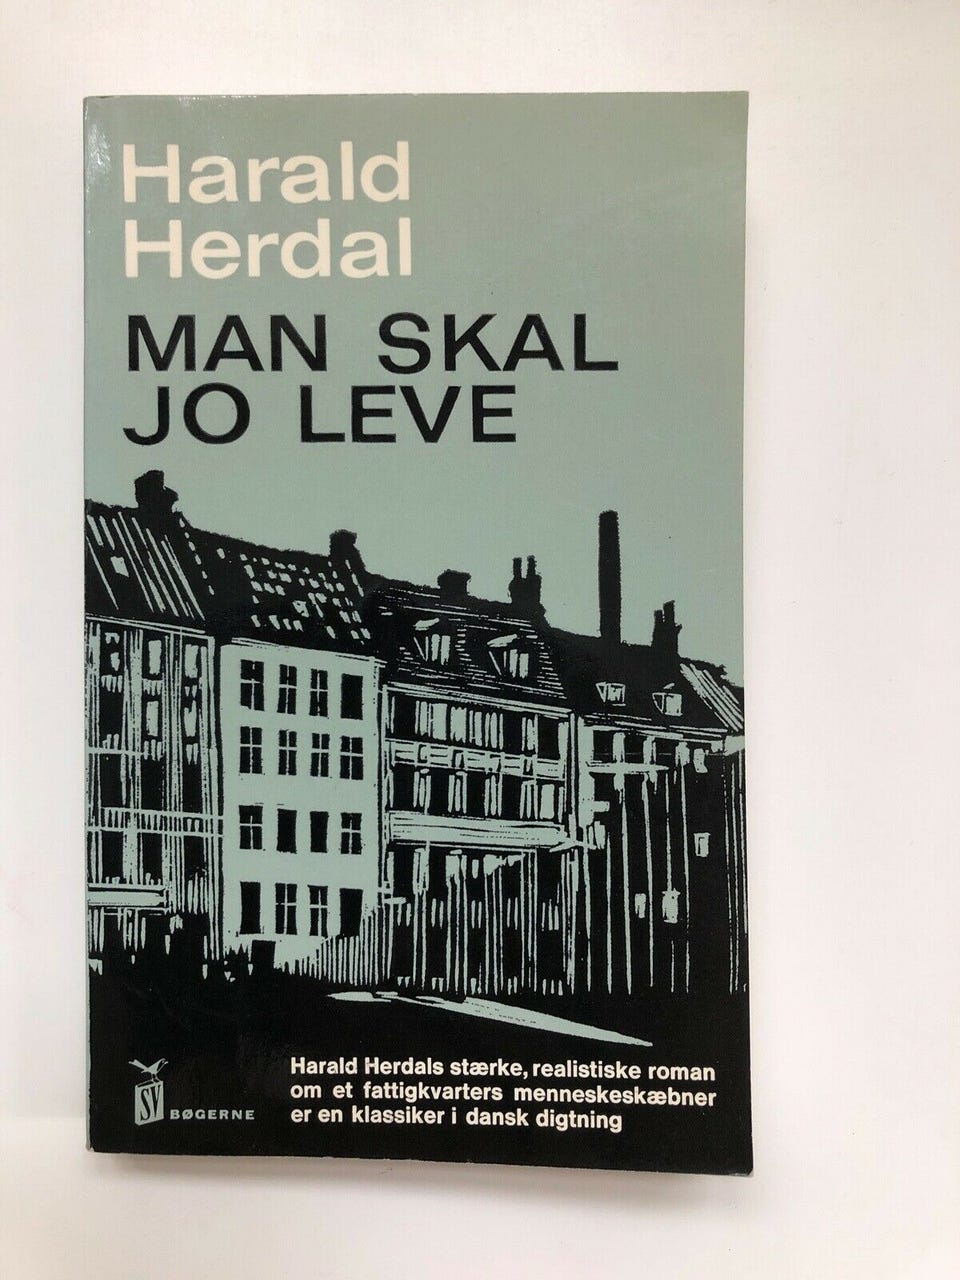 Harald
Herdal
MAN SKAL
JO LEVE
Harald Herdals stærke, realistiske roman
om et fattigkvarters menneskeskæbner
er en klassiker i dansk digtning
SV BØGERNE